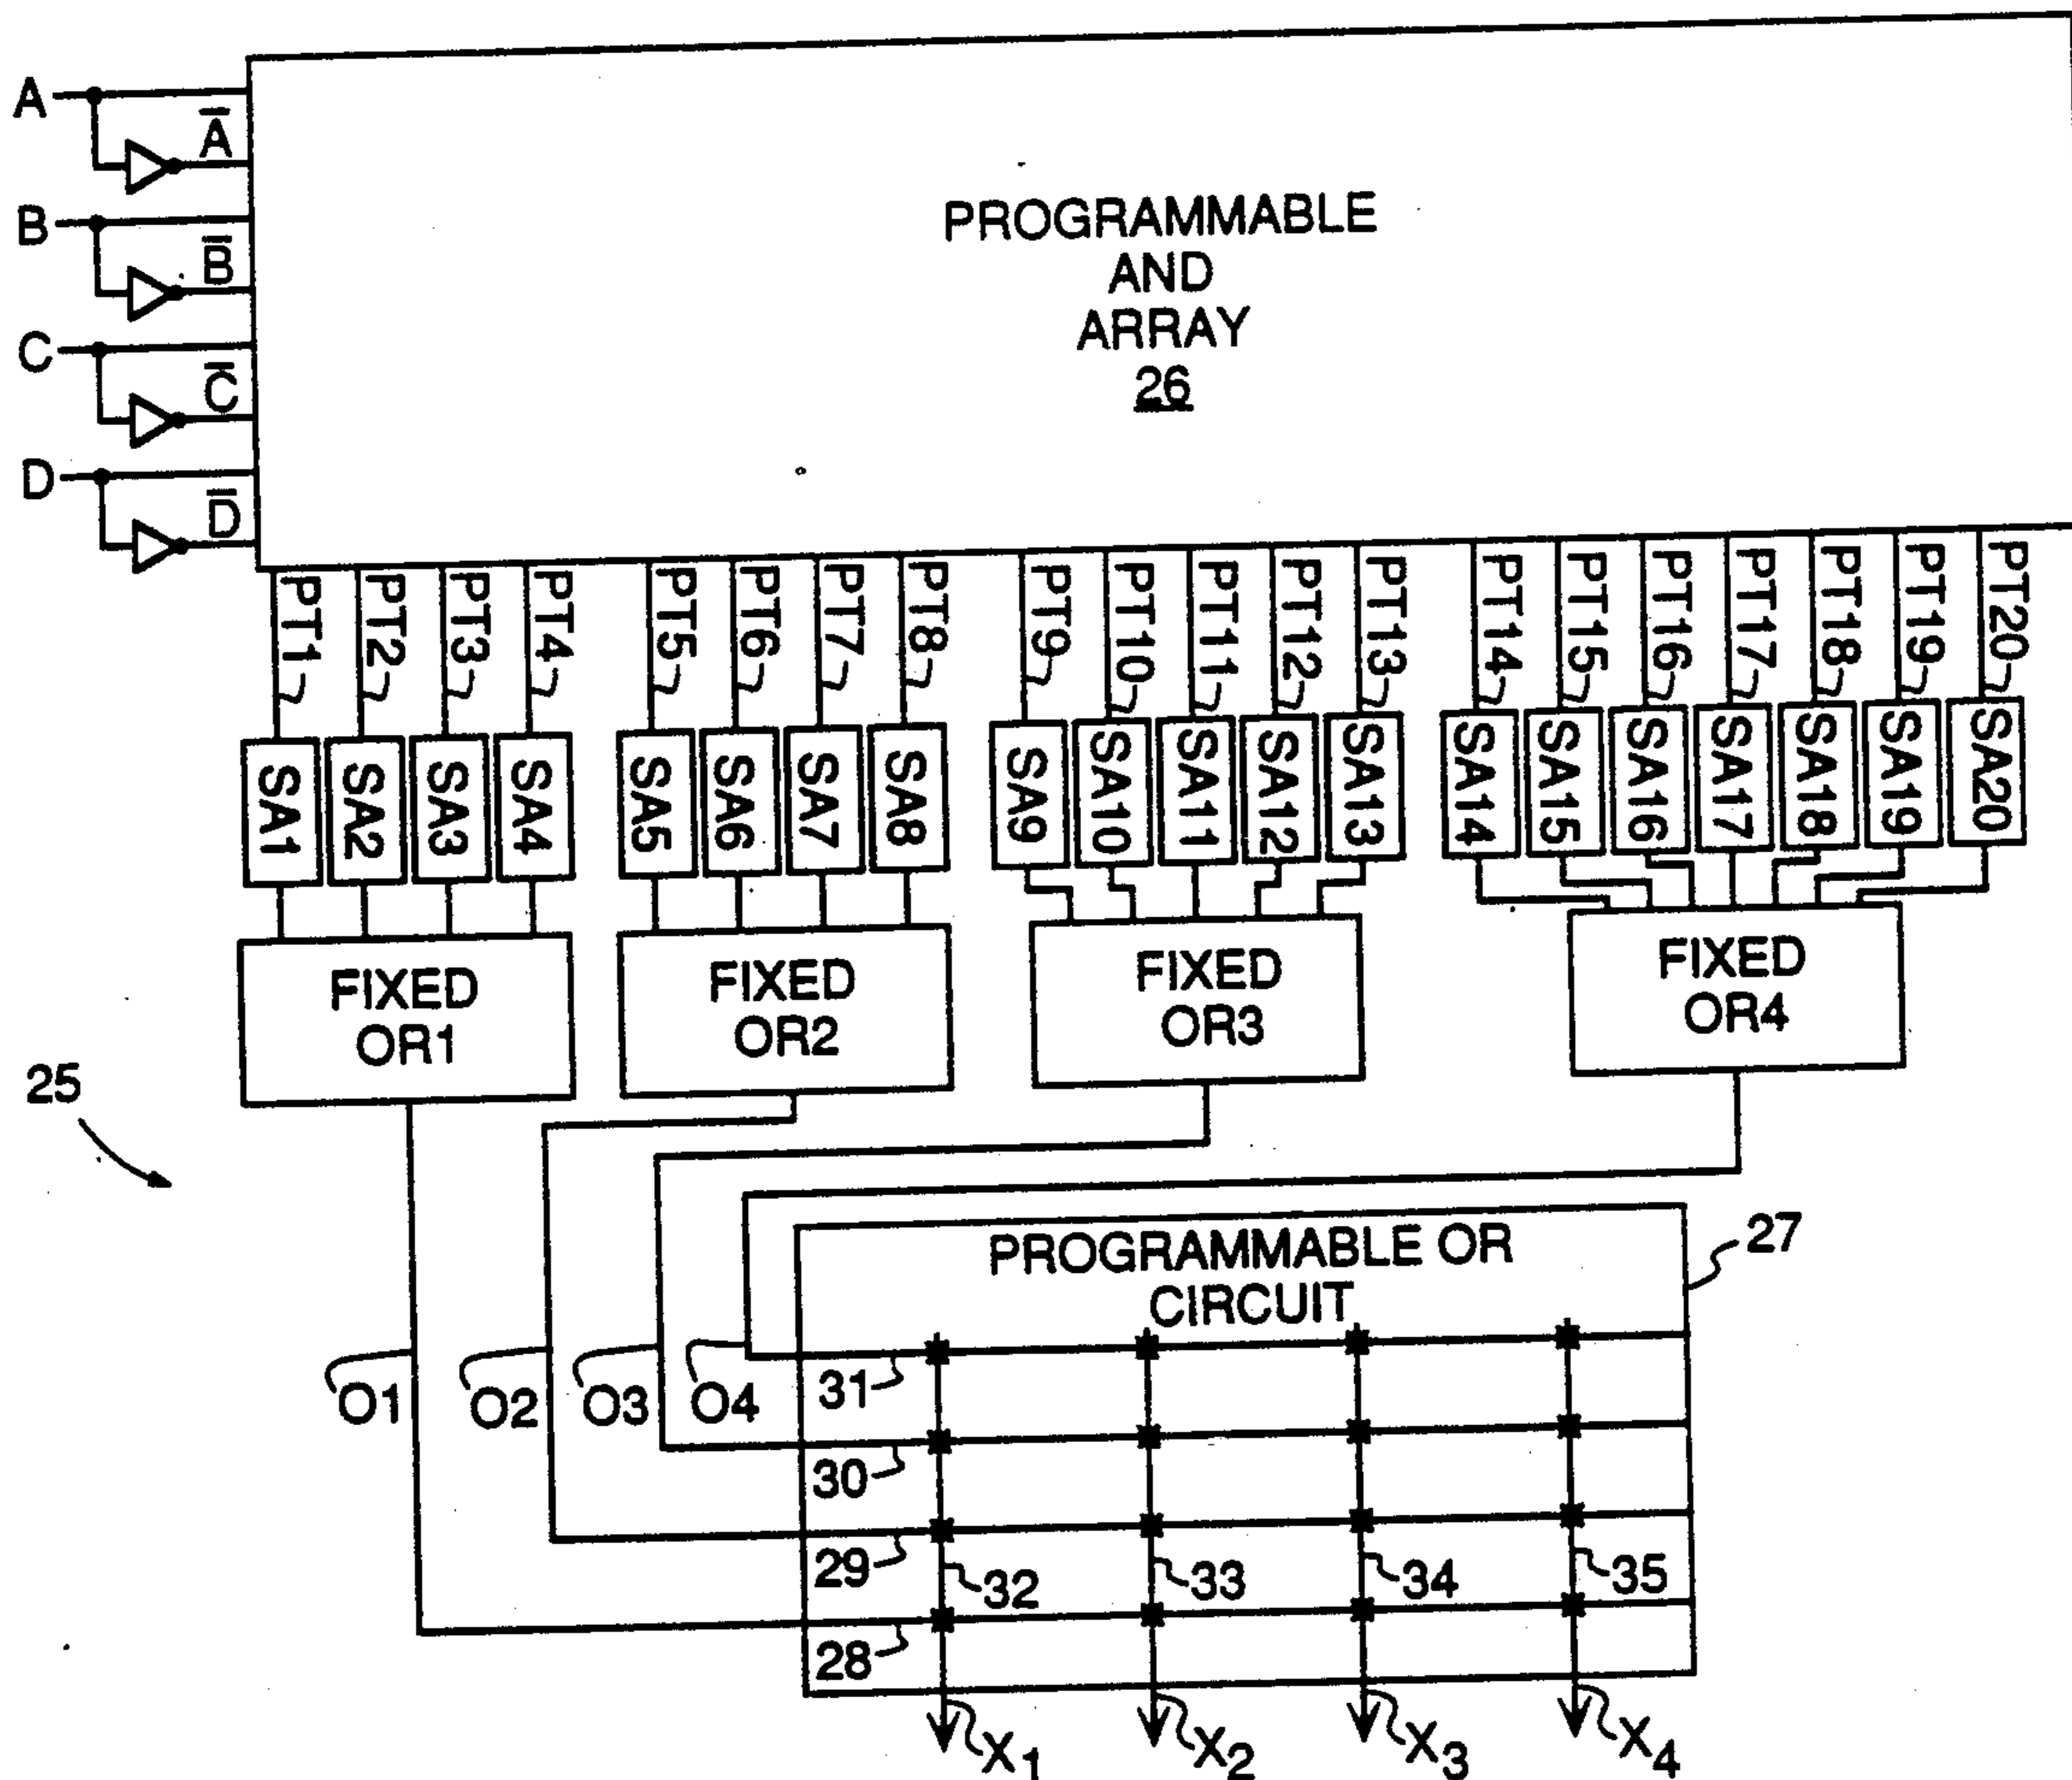 A
A̅
B
B̅
C
C̅
D
D̅
PROGRAMMABLE
AND
ARRAY
26
PT1
PT2
PT3
PT4
PT5
PT6
PT7
PT8
PT9
PT10
PT11
PT12
PT13
PT14
PT15
PT16
PT17
PT18
PT19
PT20
SA1
SA2
SA3
SA4
SA5
SA6
SA7
SA8
SA9
SA10
SA11
SA12
SA13
SA14
SA15
SA16
SA17
SA18
SA19
SA20
FIXED
OR1
FIXED
OR2
FIXED
OR3
FIXED
OR4
25
PROGRAMMABLE OR
CIRCUIT
27
O1
O2
O3
O4
31
30
29
28
32
33
34
35
X1
X2
X3
X4